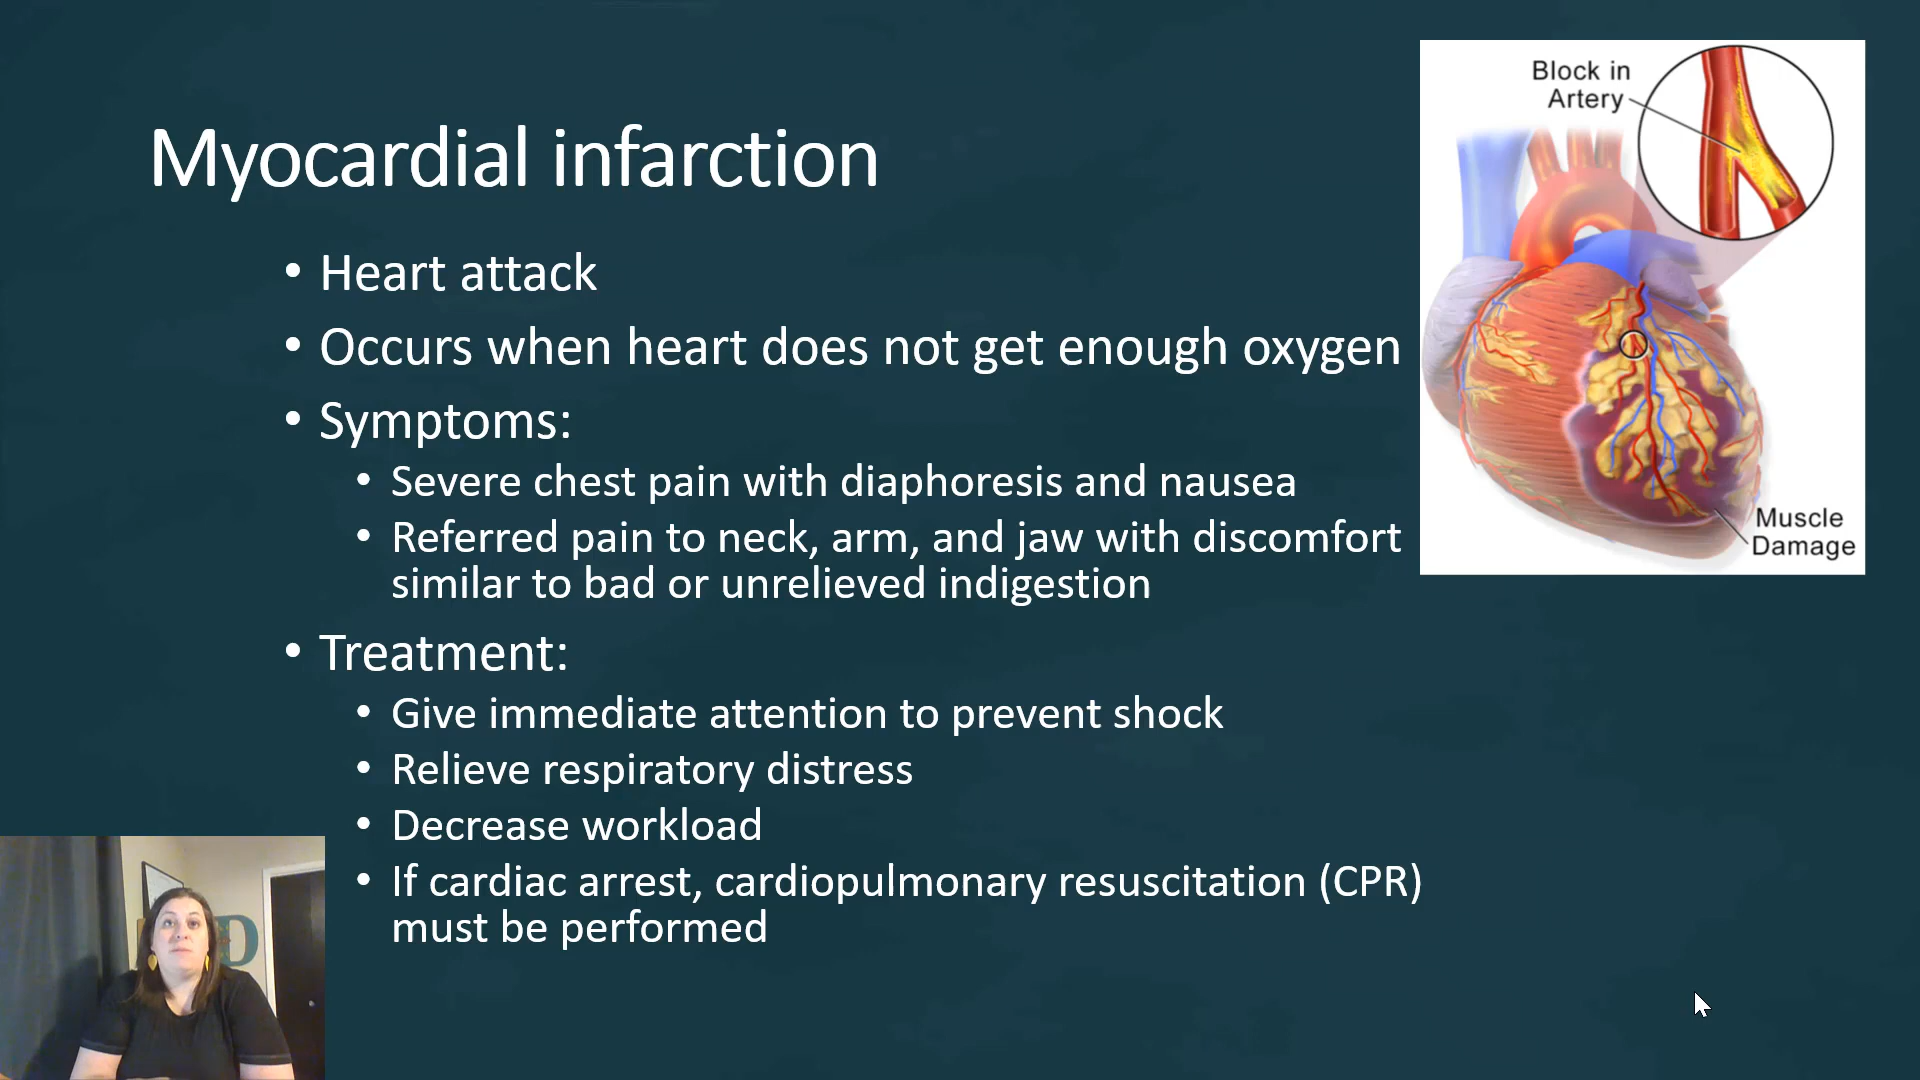 Myocardial infarction
• Heart attack
• Occurs when heart does not get enough oxygen
• Symptoms:
• Severe chest pain with diaphoresis and nausea
• Referred pain to neck, arm, and jaw with discomfort
similar to bad or unrelieved indigestion
• Treatment:
• Give immediate attention to prevent shock
• Relieve respiratory distress
• Decrease workload
• If cardiac arrest, cardiopulmonary resuscitation (CPR)
must be performed
Block in
Artery
Muscle
Damage
D